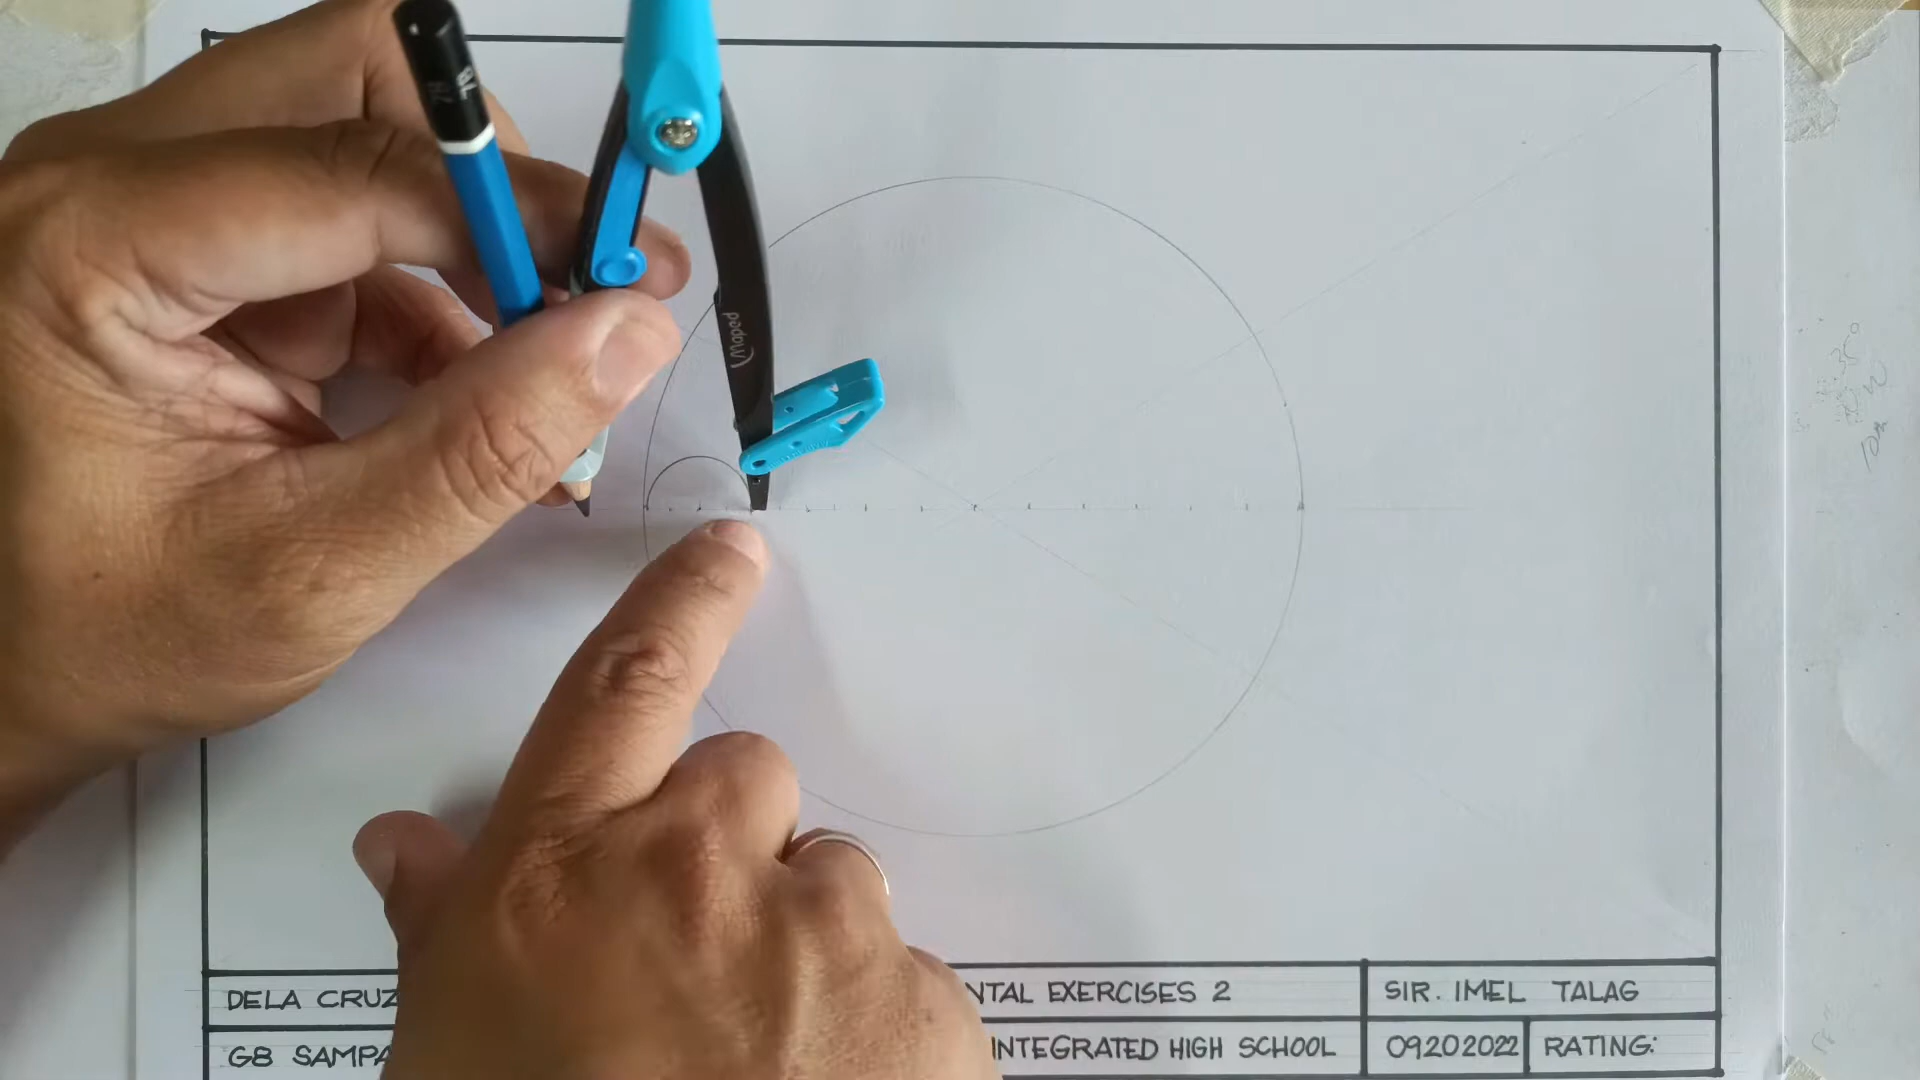 Maped
DELA CRUZ
NTAL EXERCISES 2
SIR. IMEL TALAG
G8 SAMPA
INTEGRATED HIGH SCHOOL
09202022
RATING: